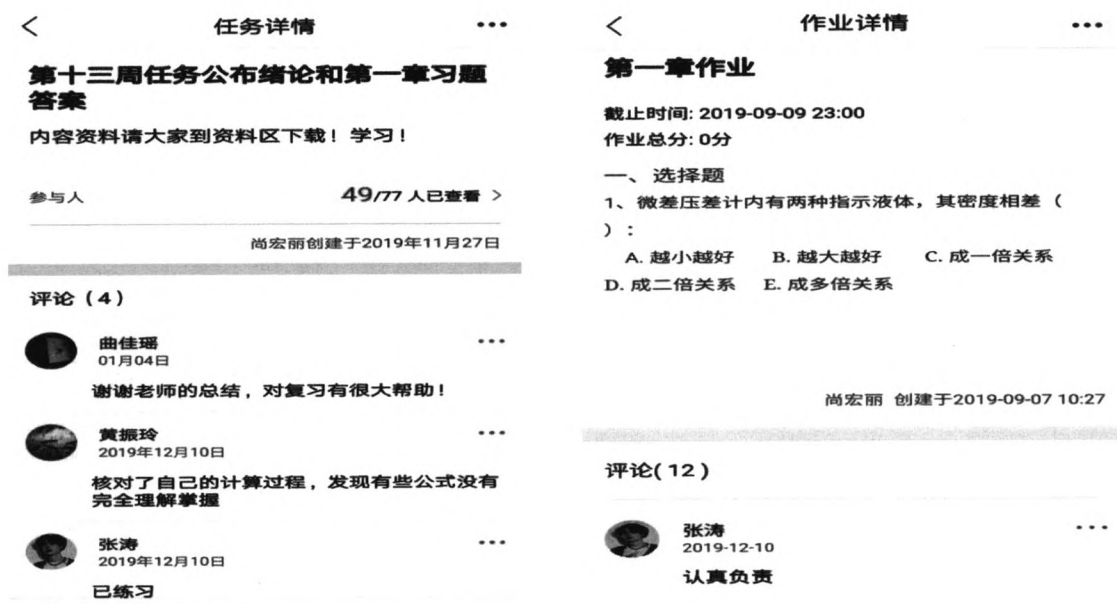 任务详情
第十三周任务公布绪论和第一章习题
答案
内容资料请大家到资料区下载！学习！
参与人 49/77 人已查看
尚宏丽创建于2019年11月27日
评论（4）
曲佳瑶
01月04日
谢谢老师的总结，对复习有很大帮助！
黄振玲
2019年12月10日
核对了自己的计算过程，发现有些公式没有
完全理解掌握
张涛
2019年12月10日
已练习
作业详情
第一章作业
截止时间: 2019-09-09 23:00
作业总分: 0分
一、选择题
1、微差压差计内有两种指示液体，其密度相差（
）：
A. 越小越好 B. 越大越好 C. 成一倍关系
D. 成二倍关系 E. 成多倍关系
尚宏丽 创建于2019-09-07 10:27
评论( 12 )
张涛
2019-12-10
认真负责